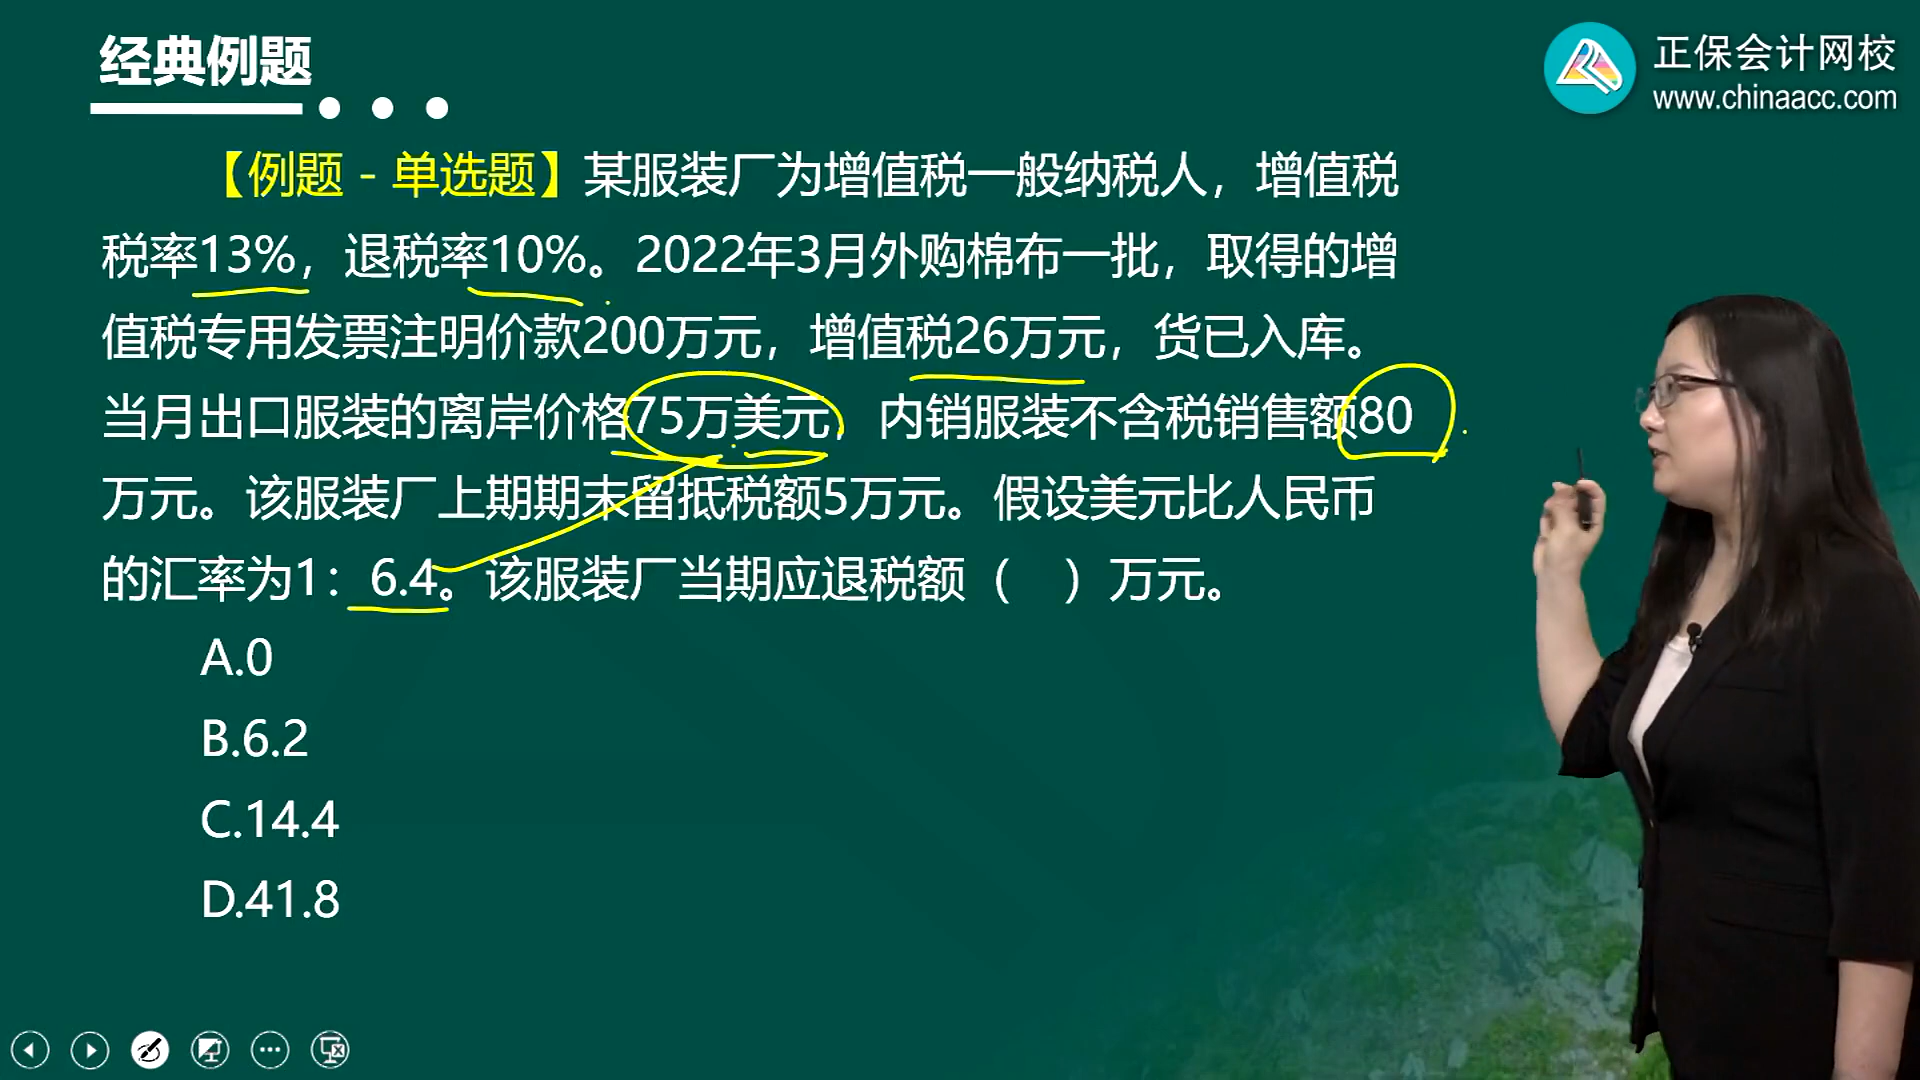 经典例题
正保会计网校
www.chinaacc.com
【例题－单选题】某服装厂为增值税一般纳税人，增值税
税率13%，退税率10%。2022年3月外购棉布一批，取得的增
值税专用发票注明价款200万元，增值税26万元，货已入库。
当月出口服装的离岸价格75万美元，内销服装不含税销售额80
万元。该服装厂上期期末留抵税额5万元。假设美元比人民币
的汇率为1：6.4。该服装厂当期应退税额（　）万元。
A.0
B.6.2
C.14.4
D.41.8